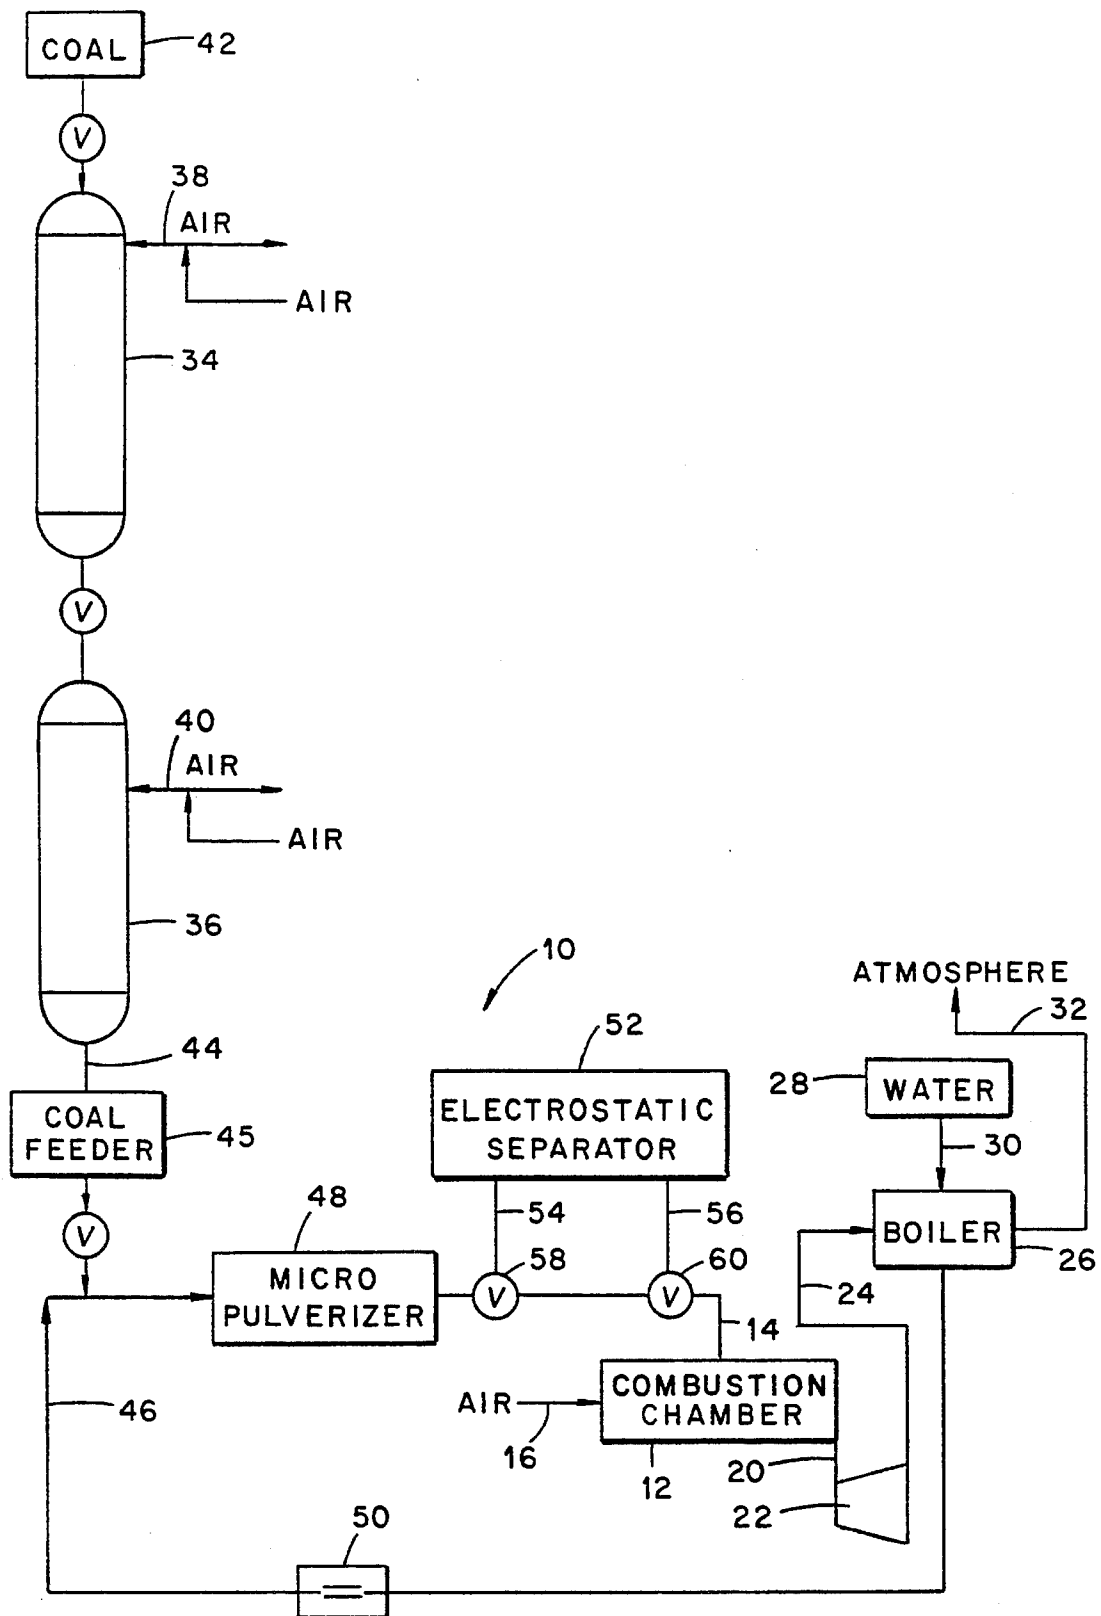 COAL
42
V
38
AIR
AIR
34
V
40
AIR
AIR
36
10
ATMOSPHERE
32
44
52
28
WATER
COAL
FEEDER
45
ELECTROSTATIC
SEPARATOR
30
48
54
56
BOILER
26
V
58
60
MICRO
PULVERIZER
V
V
24
14
46
AIR
16
COMBUSTION
CHAMBER
12
20
22
50